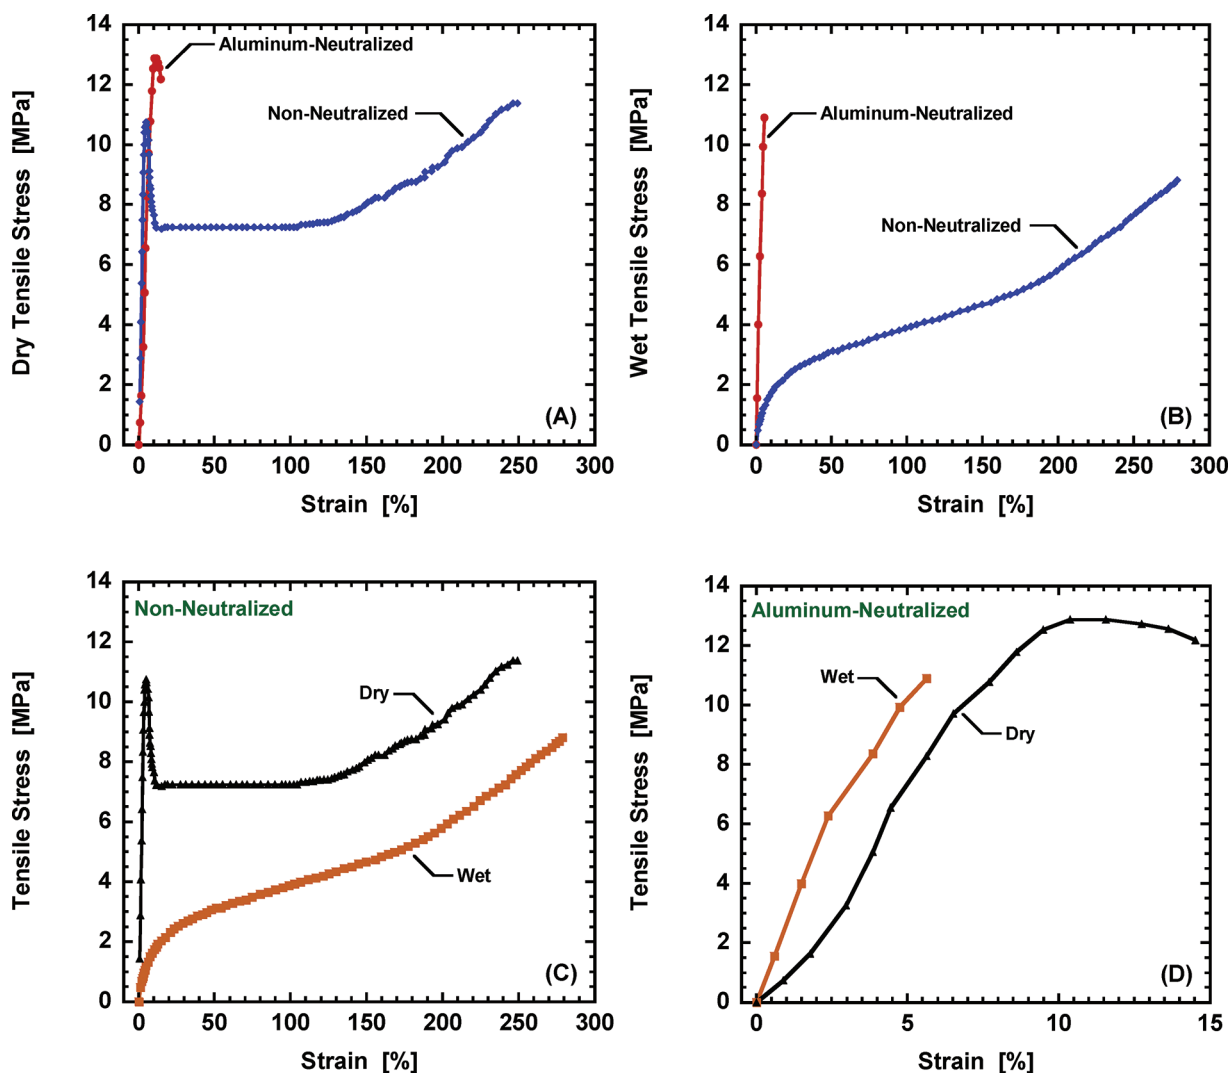 14
12
10
8
6
4
2
0
Dry Tensile Stress [MPa]
Aluminum-Neutralized
Non-Neutralized
(A)
0 50 100 150 200 250 300
Strain [%]
14
12
10
8
6
4
2
0
Wet Tensile Stress [MPa]
Aluminum-Neutralized
Non-Neutralized
(B)
0 50 100 150 200 250 300
Strain [%]
14
12
10
8
6
4
2
0
Tensile Stress [MPa]
Non-Neutralized
Dry
Wet
(C)
0 50 100 150 200 250 300
Strain [%]
14
12
10
8
6
4
2
0
Tensile Stress [MPa]
Aluminum-Neutralized
Wet
Dry
(D)
0 5 10 15
Strain [%]